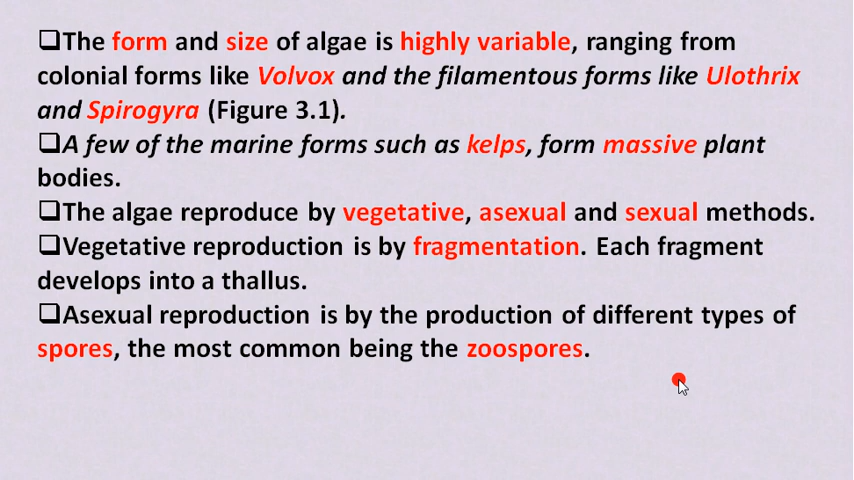 ❑The form and size of algae is highly variable, ranging from
colonial forms like Volvox and the filamentous forms like Ulothrix
and Spirogyra (Figure 3.1).
❑A few of the marine forms such as kelps, form massive plant
bodies.
❑The algae reproduce by vegetative, asexual and sexual methods.
❑Vegetative reproduction is by fragmentation. Each fragment
develops into a thallus.
❑Asexual reproduction is by the production of different types of
spores, the most common being the zoospores.